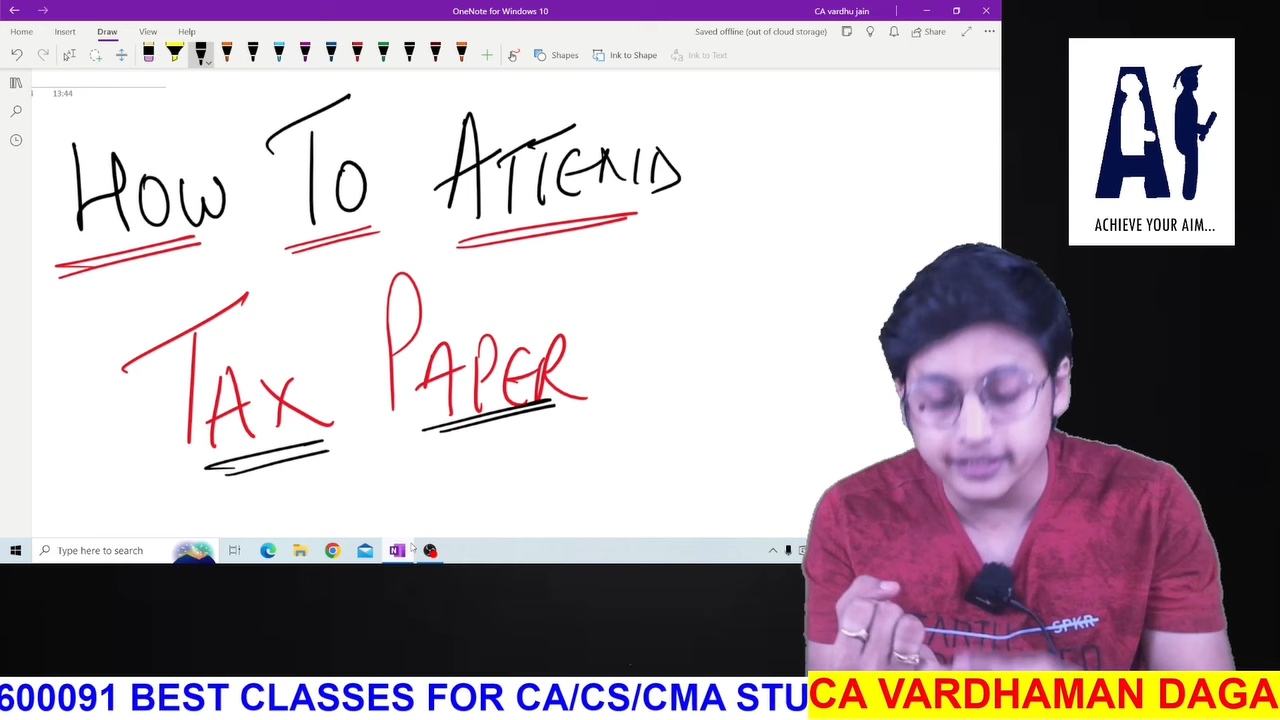 OneNote for Windows 10
CA vardhu jain
Home Insert Draw View Help
Saved offline (out of cloud storage)
Share
Shapes
Ink to Shape
Ink to Text
13:44
HOW TO ATTEND
TAX PAPER
ACHIEVE YOUR AIM...
Type here to search
SPKR
600091 BEST CLASSES FOR CA/CS/CMA STU
CA VARDHAMAN DAGA